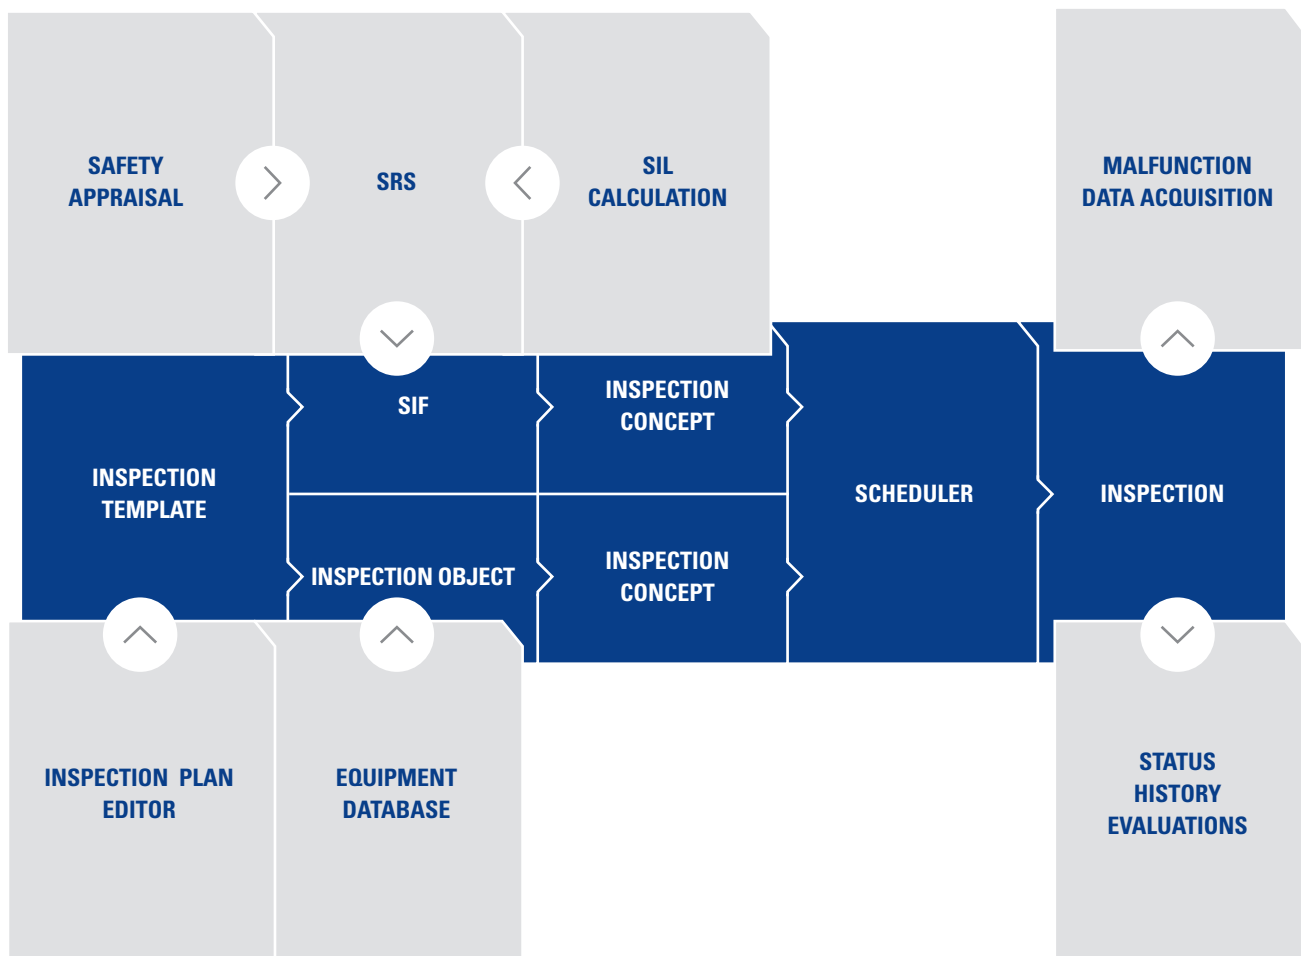 SAFETY
APPRAISAL
SRS
SIL
CALCULATION
MALFUNCTION
DATA ACQUISITION
INSPECTION
TEMPLATE
SIF
INSPECTION
CONCEPT
INSPECTION OBJECT
INSPECTION
CONCEPT
SCHEDULER
INSPECTION
INSPECTION PLAN
EDITOR
EQUIPMENT
DATABASE
STATUS
HISTORY
EVALUATIONS